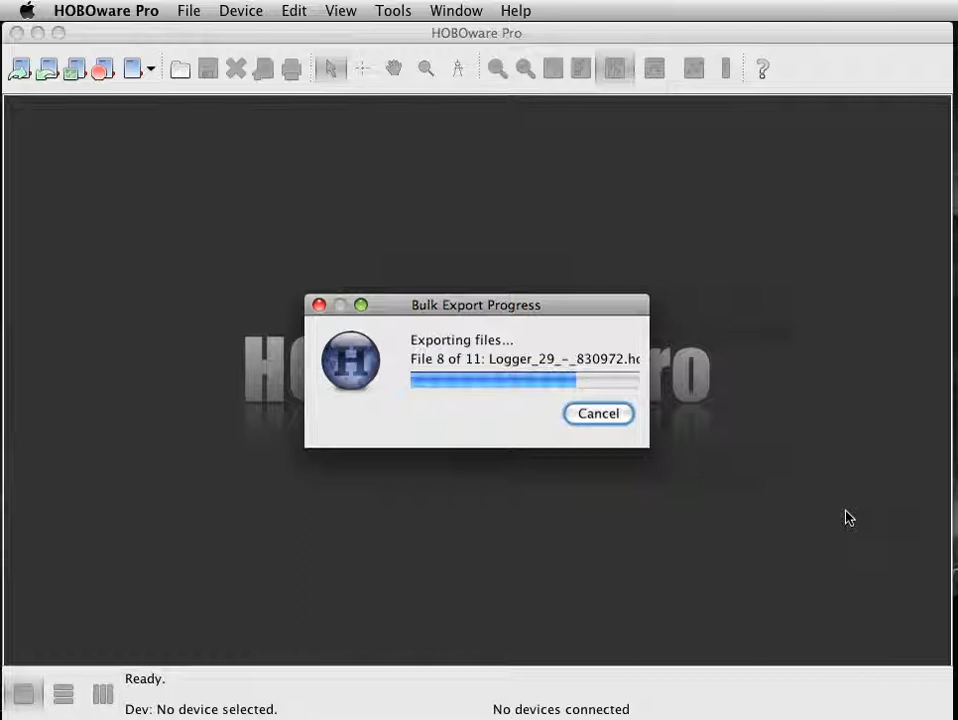 HOBOware Pro File Device Edit View Tools Window Help
HOBOware Pro
Bulk Export Progress
Exporting files...
File 8 of 11: Logger_29_-_830972.ho
Cancel
Ready.
Dev: No device selected.
No devices connected